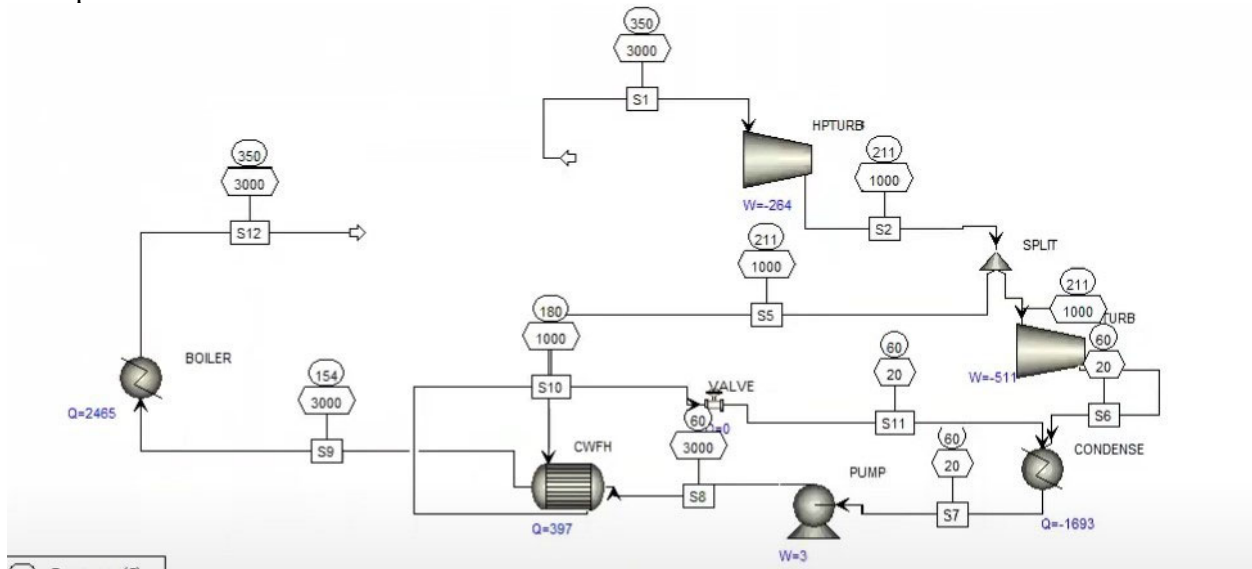 350
3000
S1
HPTURB
W=-264
211
1000
S2
SPLIT
350
3000
S12
211
1000
S5
211
1000
TURB
W=-511
60
20
S6
180
1000
S10
VALVE
60
20
S11
BOILER
Q=2465
154
3000
S9
CWFH
Q=397
60
3000
S8
PUMP
W=3
60
20
S7
CONDENSE
Q=-1693